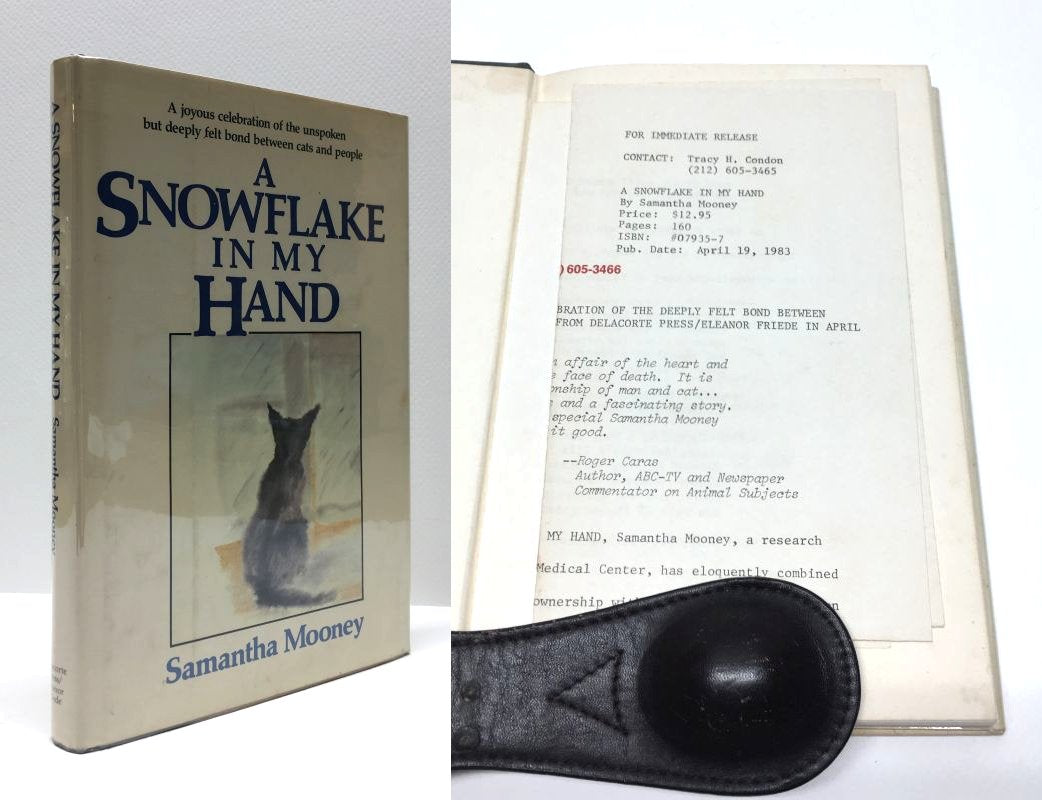 A joyous celebration of the unspoken
but deeply felt bond between cats and people
A
SNOWFLAKE
IN MY
HAND
Samantha Mooney
A SNOWFLAKE IN MY HAND Samantha Mooney
FOR IMMEDIATE RELEASE
CONTACT: Tracy H. Condon
(212) 605-3465
A SNOWFLAKE IN MY HAND
By Samantha Mooney
Price: $12.95
Pages: 160
ISBN: #07935-7
Pub. Date: April 19, 1983
) 605-3466
BRATION OF THE DEEPLY FELT BOND BETWEEN
FROM DELACORTE PRESS/ELEANOR FRIEDE IN APRIL
affair of the heart and
face of death. It is
nship of man and cat...
and a fascinating story.
special Samantha Mooney
it good.
--Roger Caras
Author, ABC-TV and Newspaper
Commentator on Animal Subjects
MY HAND, Samantha Mooney, a research
Medical Center, has eloquently combined
ownership